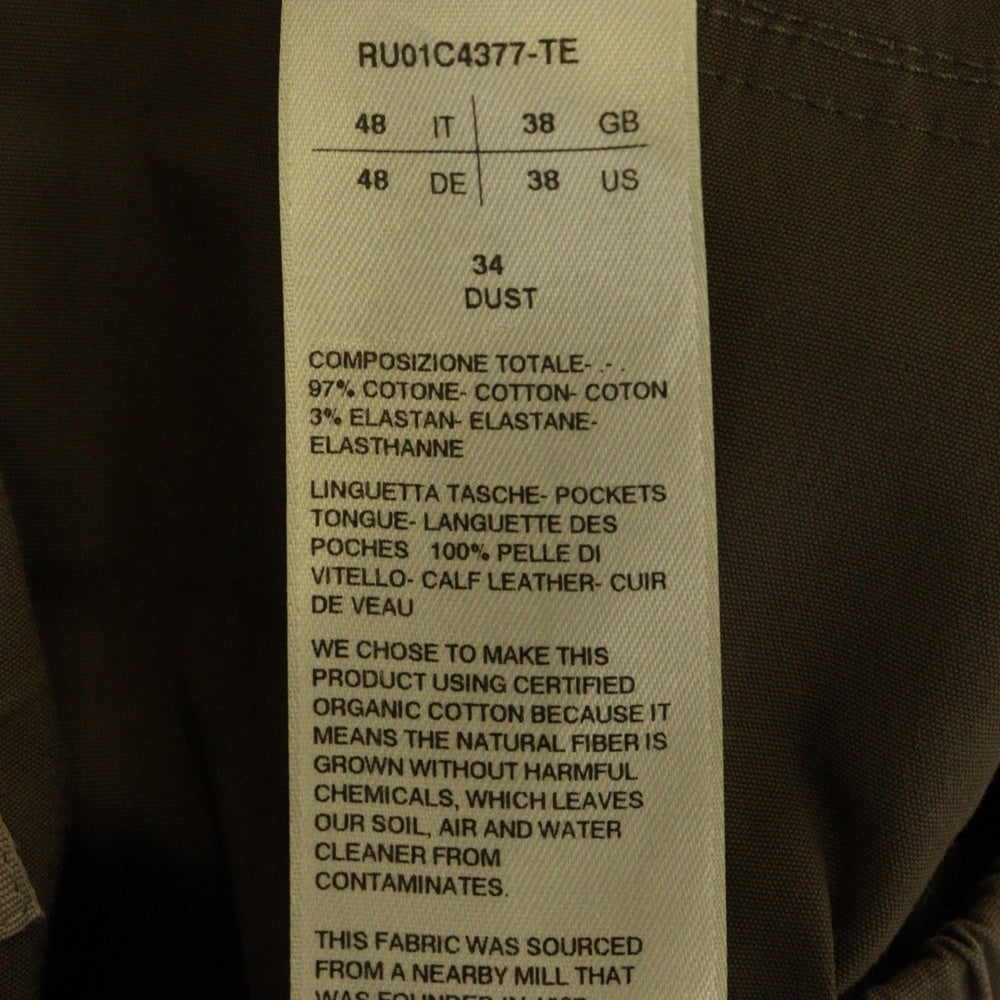 RU01C4377-TE
48 IT 38 GB
48 DE 38 US
34
DUST
COMPOSIZIONE TOTALE- .- .
97% COTONE- COTTON- COTON
3% ELASTAN- ELASTANE-
ELASTHANNE
LINGUETTA TASCHE- POCKETS
TONGUE- LANGUETTE DES
POCHES 100% PELLE DI
VITELLO- CALF LEATHER- CUIR
DE VEAU
WE CHOSE TO MAKE THIS
PRODUCT USING CERTIFIED
ORGANIC COTTON BECAUSE IT
MEANS THE NATURAL FIBER IS
GROWN WITHOUT HARMFUL
CHEMICALS, WHICH LEAVES
OUR SOIL, AIR AND WATER
CLEANER FROM
CONTAMINATES.
THIS FABRIC WAS SOURCED
FROM A NEARBY MILL THAT
WAS FOUNDED IN